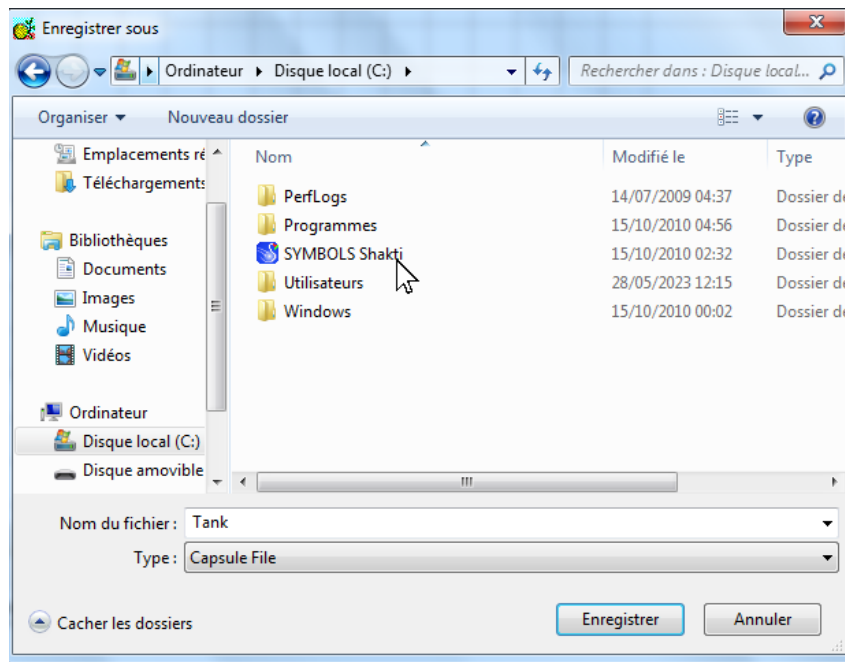 Enregistrer sous
Ordinateur Disque local (C:)
Rechercher dans : Disque local...
Organiser Nouveau dossier
Emplacements ré
Téléchargements
Bibliothèques
Documents
Images
Musique
Vidéos
Ordinateur
Disque local (C:)
Disque amovible
Nom Modifié le Type
PerfLogs 14/07/2009 04:37 Dossier de
Programmes 15/10/2010 04:56 Dossier de
SYMBOLS Shakti 15/10/2010 02:32 Dossier de
Utilisateurs 28/05/2023 12:15 Dossier de
Windows 15/10/2010 00:02 Dossier de
Nom du fichier : Tank
Type : Capsule File
Cacher les dossiers
Enregistrer Annuler